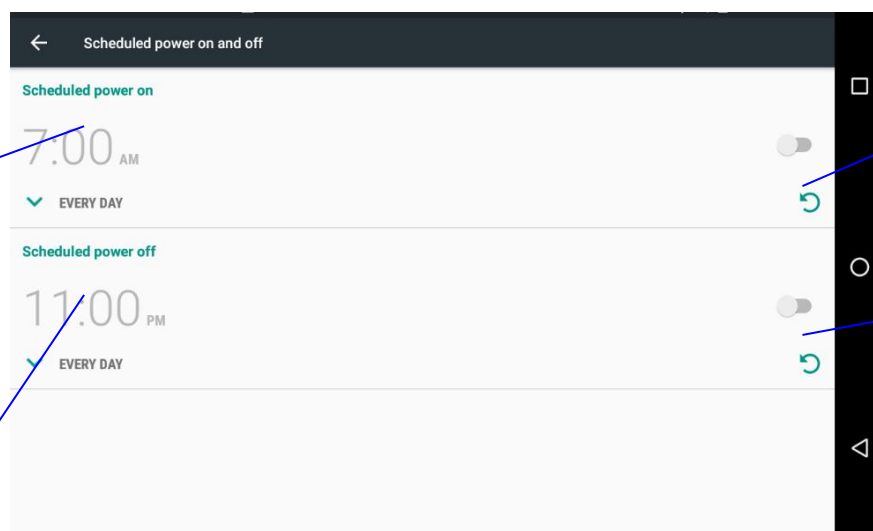 Scheduled power on and off
Scheduled power on
7:00 AM
EVERY DAY
Scheduled power off
11:00 PM
EVERY DAY